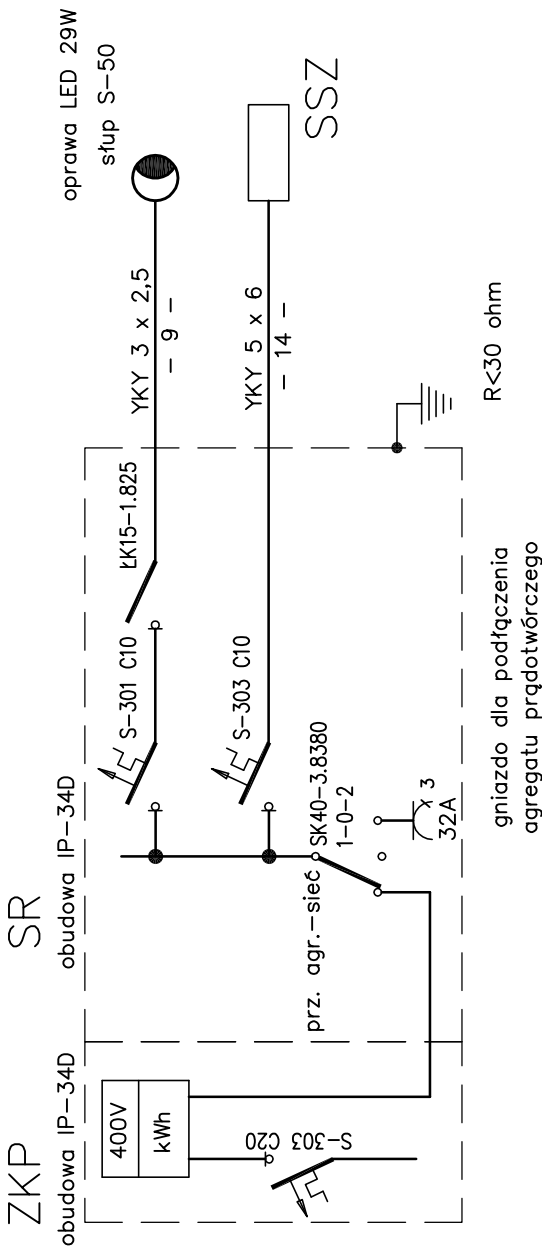 ZKP
obudowa IP-34D
400V
kWh
S-303 C20
SR
obudowa IP-34D
S-301 C10
ŁK15-1.825
S-303 C10
SK40-3.8380
1-0-2
prz. agr.-sieć
x 3
32A
gniazdo dla podłączenia
agregatu prądotwórczego
R<30 ohm
YKY 3 x 2,5
- 9 -
YKY 5 x 6
- 14 -
oprawa LED 29W
słup S-50
SSZ